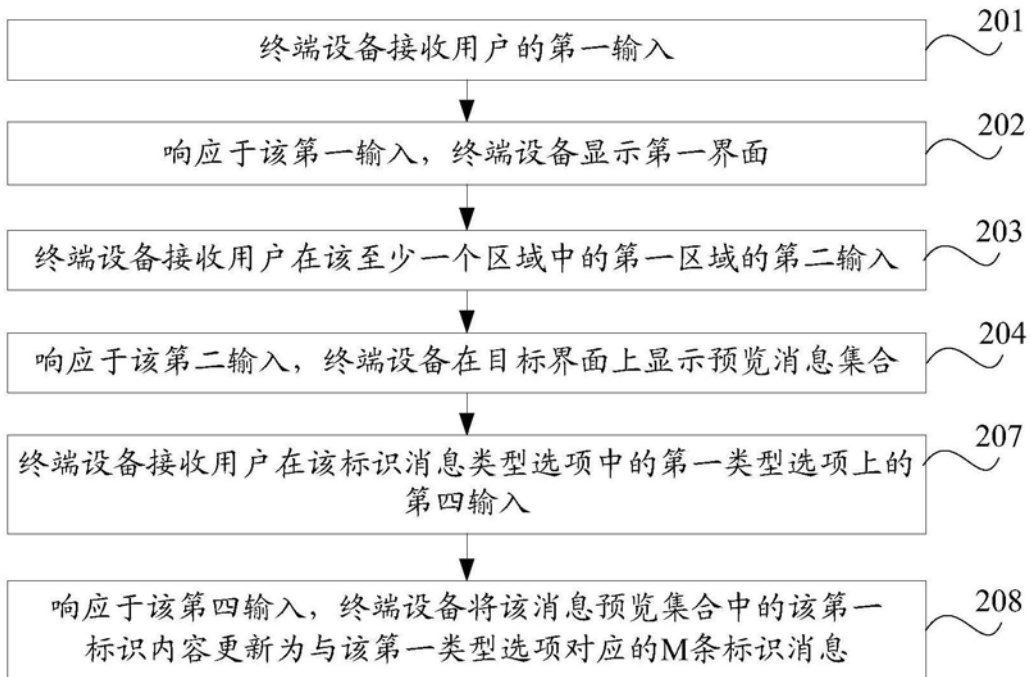 终端设备接收用户的第一输入
201
响应于该第一输入，终端设备显示第一界面
202
终端设备接收用户在该至少一个区域中的第一区域的第二输入
203
响应于该第二输入，终端设备在目标界面上显示预览消息集合
204
终端设备接收用户在该标识消息类型选项中的第一类型选项上的
第四输入
207
响应于该第四输入，终端设备将该消息预览集合中的该第一
标识内容更新为与该第一类型选项对应的M条标识消息
208